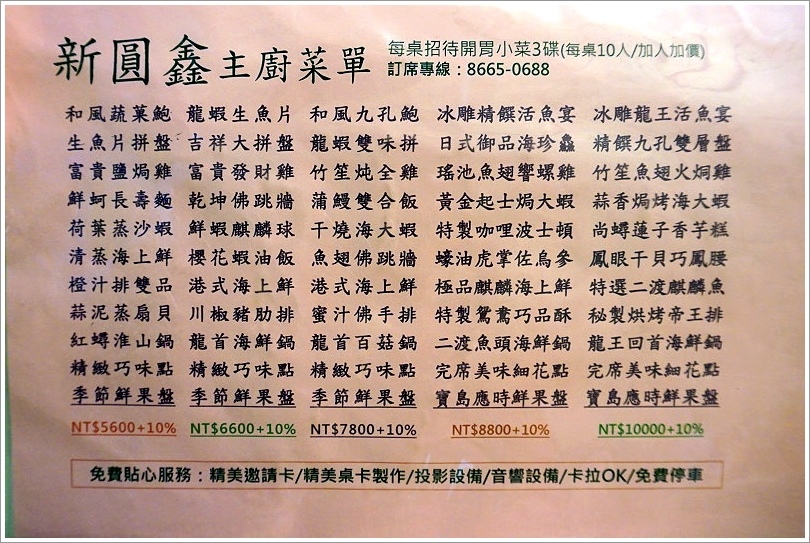 新圓鑫主廚菜單
每桌招待開胃小菜3碟(每桌10人/加人加價)
訂席專線：8665-0688
和風蔬菜鮑
生魚片拼盤
富貴鹽焗雞
鮮蚵長壽麵
荷葉蒸沙蝦
清蒸海上鮮
橙汁排雙品
蒜泥蒸扇貝
紅蟳淮山鍋
精緻巧味點
季節鮮果盤
NT$5600+10%
龍蝦生魚片
吉祥大拼盤
富貴發財雞
乾坤佛跳牆
鮮蝦麒麟球
櫻花蝦油飯
港式海上鮮
川椒豬肋排
龍首海鮮鍋
精緻巧味點
季節鮮果盤
NT$6600+10%
和風九孔鮑
龍蝦雙味拼
竹笙炖全雞
蒲鰻雙合飯
干燒海大蝦
魚翅佛跳牆
港式海上鮮
蜜汁佛手排
龍首百菇鍋
精緻巧味點
季節鮮果盤
NT$7800+10%
冰雕精饌活魚宴
日式御品海珍鱻
瑤池魚翅響螺雞
黃金起士焗大蝦
特製咖哩波士頓
蠔油虎掌佐烏參
極品麒麟海上鮮
特製鴛鴦巧品酥
二渡魚頭海鮮鍋
完席美味細花點
寶島應時鮮果盤
NT$8800+10%
冰雕龍王活魚宴
精饌九孔雙層盤
竹笙魚翅火炯雞
蒜香焗烤海大蝦
尚蟳蓮子香芋糕
鳳眼干貝巧鳳腰
特選二渡麒麟魚
秘製烘烤帝王排
龍王回首海鮮鍋
完席美味細花點
寶島應時鮮果盤
NT$10000+10%
免費貼心服務：精美邀請卡/精美桌卡製作/投影設備/音響設備/卡拉OK/免費停車